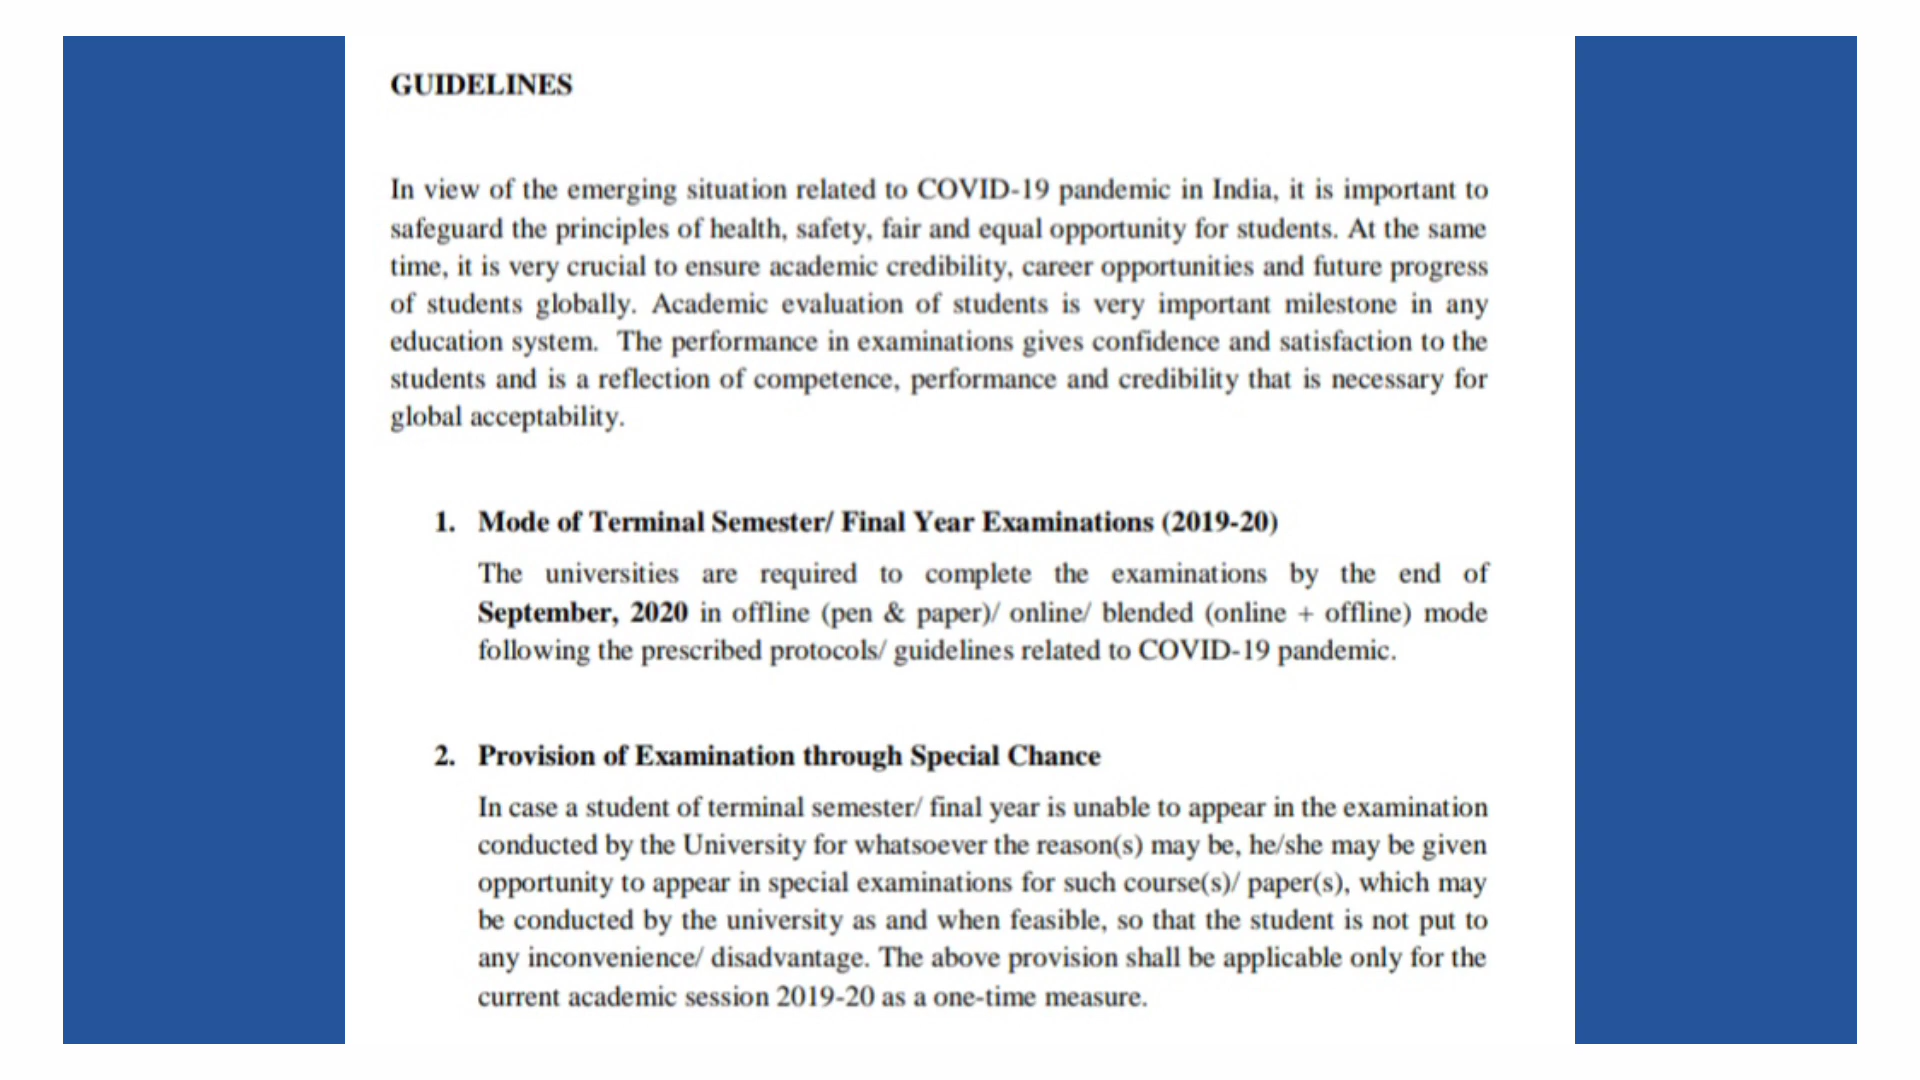 GUIDELINES
In view of the emerging situation related to COVID-19 pandemic in India, it is important to
safeguard the principles of health, safety, fair and equal opportunity for students. At the same
time, it is very crucial to ensure academic credibility, career opportunities and future progress
of students globally. Academic evaluation of students is very important milestone in any
education system. The performance in examinations gives confidence and satisfaction to the
students and is a reflection of competence, performance and credibility that is necessary for
global acceptability.
1. Mode of Terminal Semester/ Final Year Examinations (2019-20)
The universities are required to complete the examinations by the end of
September, 2020 in offline (pen & paper)/ online/ blended (online + offline) mode
following the prescribed protocols/ guidelines related to COVID-19 pandemic.
2. Provision of Examination through Special Chance
In case a student of terminal semester/ final year is unable to appear in the examination
conducted by the University for whatsoever the reason(s) may be, he/she may be given
opportunity to appear in special examinations for such course(s)/ paper(s), which may
be conducted by the university as and when feasible, so that the student is not put to
any inconvenience/ disadvantage. The above provision shall be applicable only for the
current academic session 2019-20 as a one-time measure.